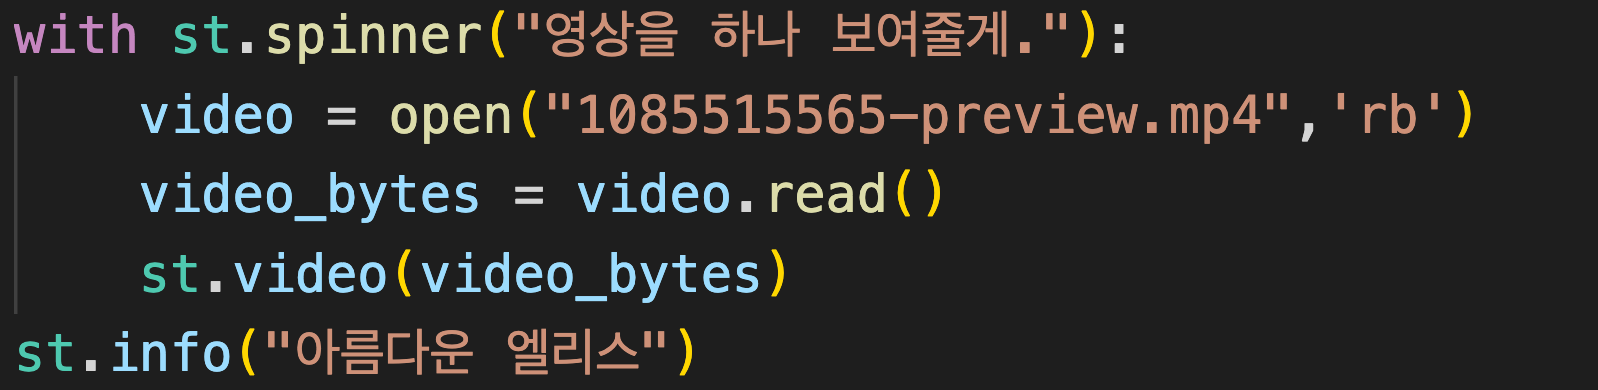 with st.spinner("영상을 하나 보여줄게."):
    video = open("1085515565-preview.mp4",'rb')
    video_bytes = video.read()
    st.video(video_bytes)
st.info("아름다운 엘리스")